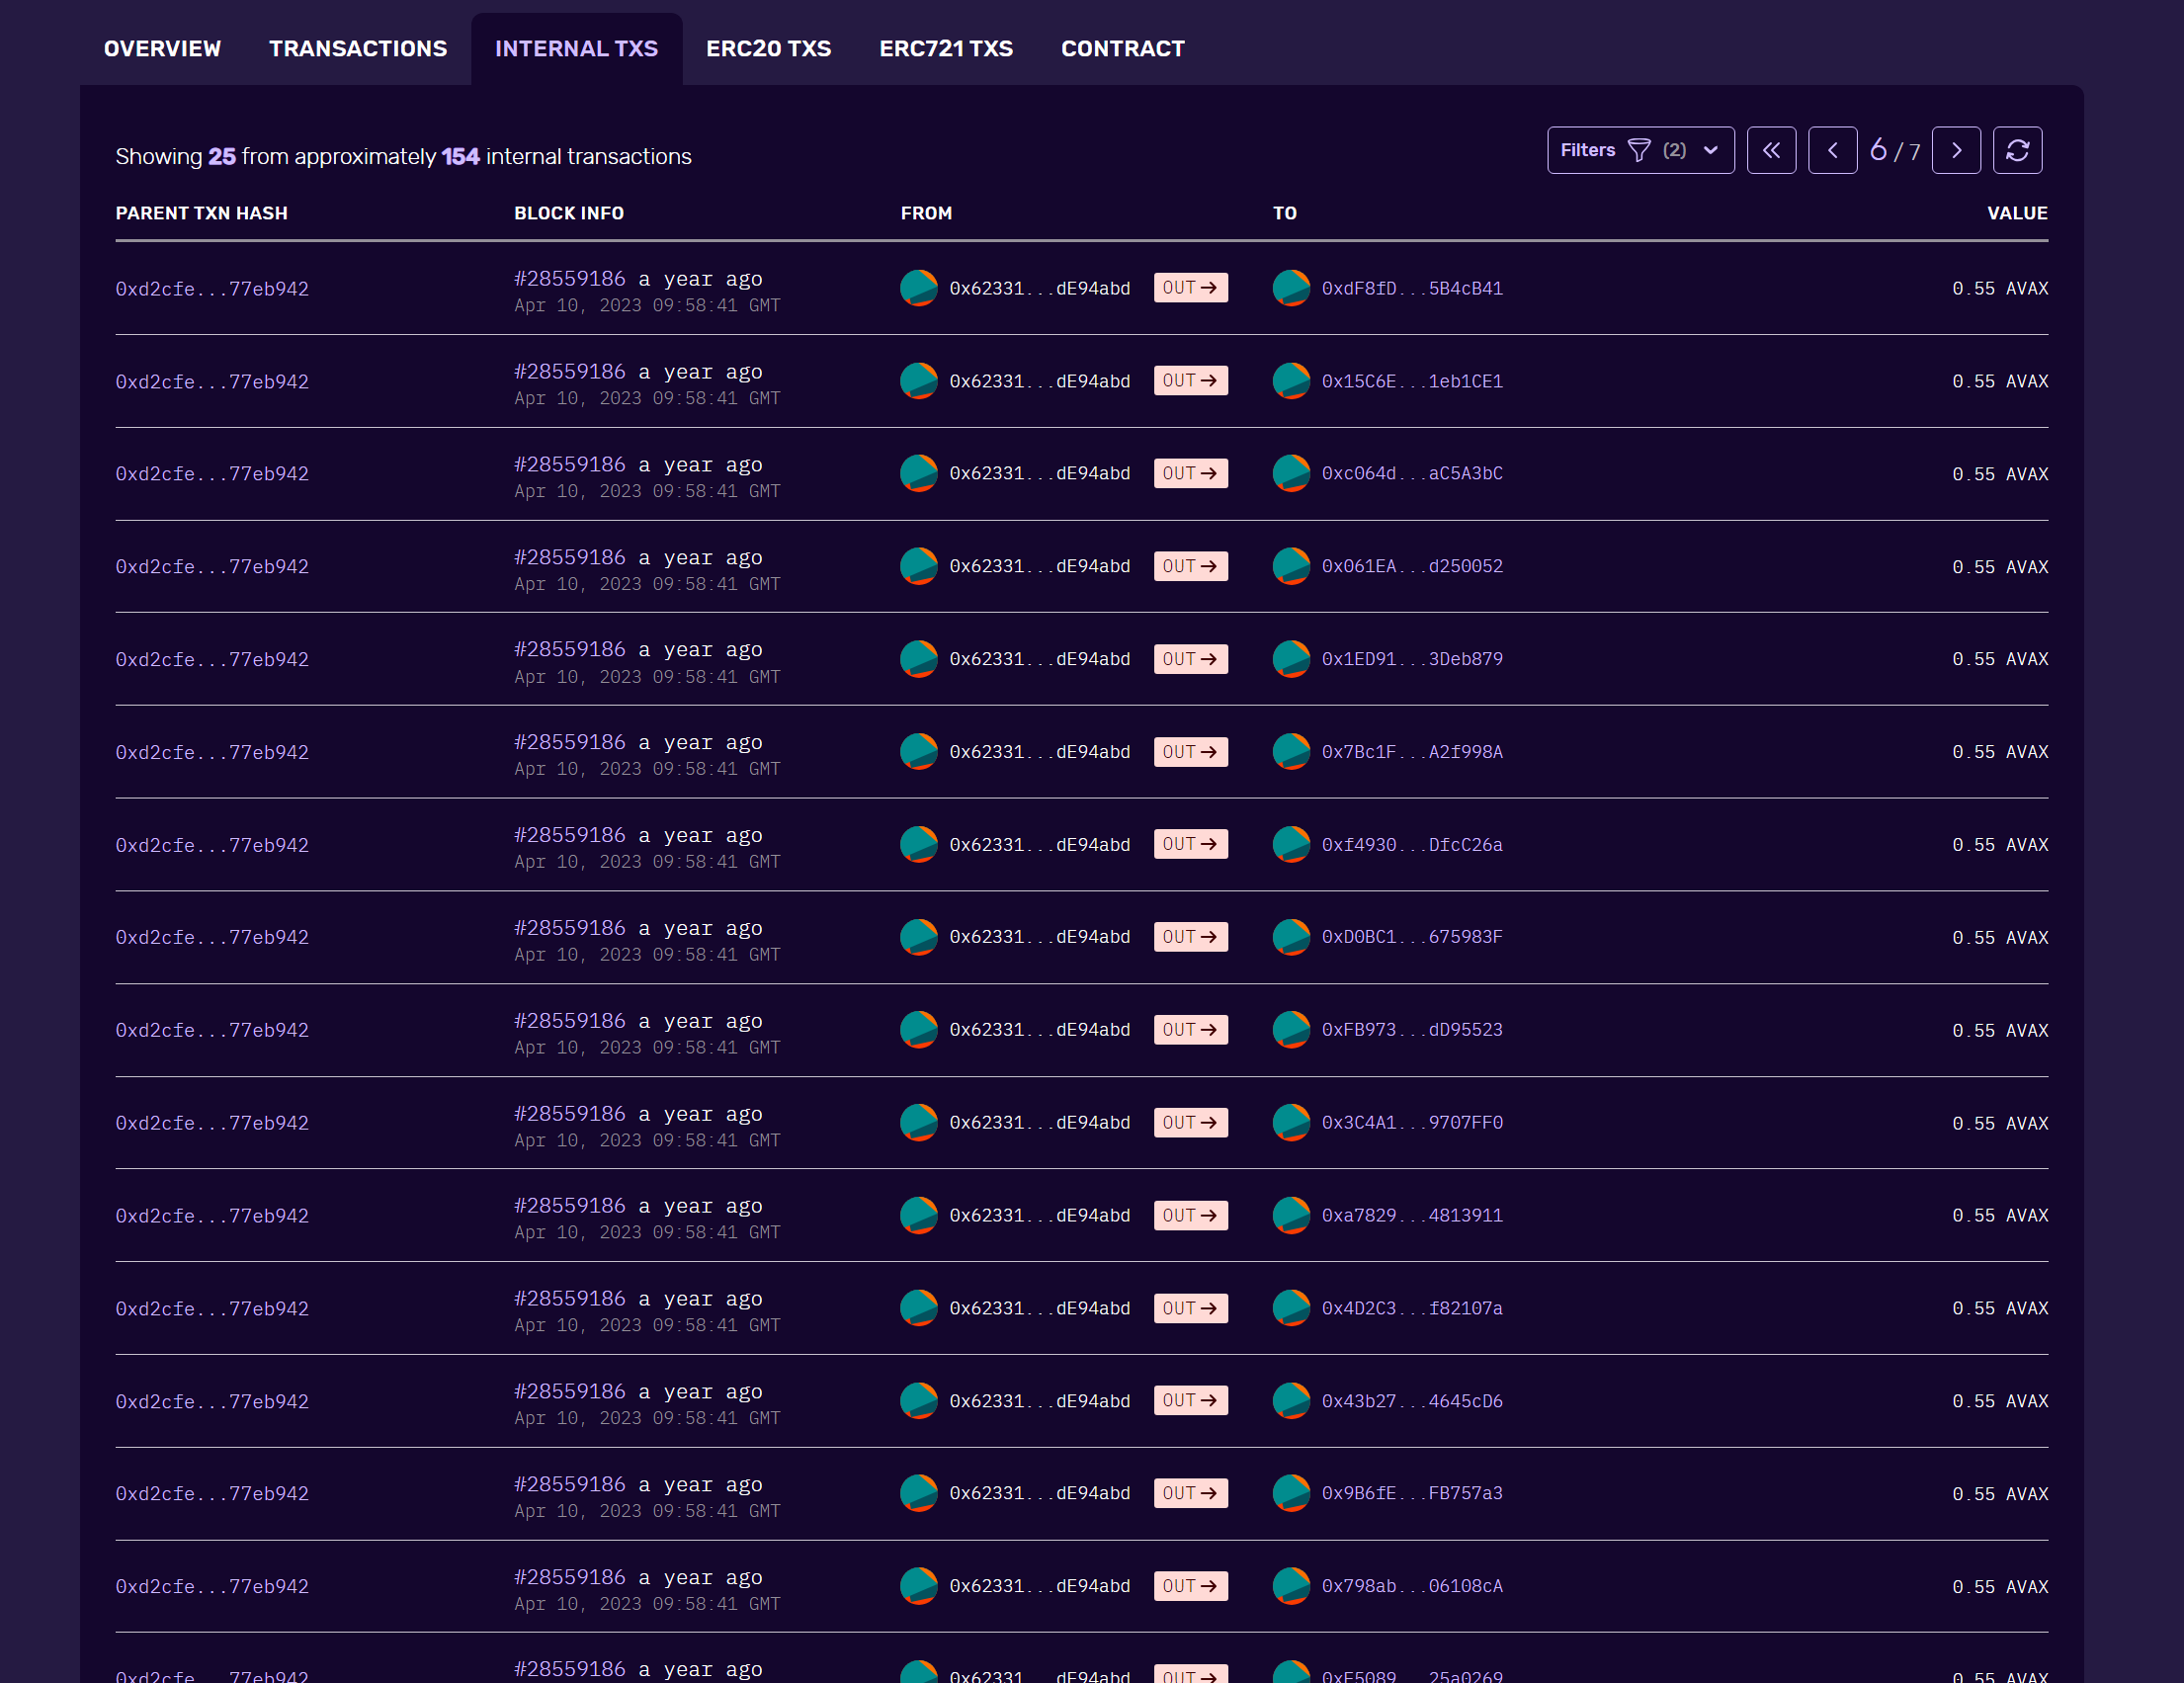 OVERVIEW TRANSACTIONS INTERNAL TXS ERC20 TXS ERC721 TXS CONTRACT
Showing 25 from approximately 154 internal transactions Filters (2) 6 / 7
PARENT TXN HASH BLOCK INFO FROM TO VALUE
0xd2cfe...77eb942 #28559186 a year ago 0x62331...dE94abd OUT→ 0xdF8fD...5B4cB41 0.55 AVAX
Apr 10, 2023 09:58:41 GMT
0xd2cfe...77eb942 #28559186 a year ago 0x62331...dE94abd OUT→ 0x15C6E...1eb1CE1 0.55 AVAX
Apr 10, 2023 09:58:41 GMT
0xd2cfe...77eb942 #28559186 a year ago 0x62331...dE94abd OUT→ 0xc064d...aC5A3bC 0.55 AVAX
Apr 10, 2023 09:58:41 GMT
0xd2cfe...77eb942 #28559186 a year ago 0x62331...dE94abd OUT→ 0x061EA...d250052 0.55 AVAX
Apr 10, 2023 09:58:41 GMT
0xd2cfe...77eb942 #28559186 a year ago 0x62331...dE94abd OUT→ 0x1ED91...3Deb879 0.55 AVAX
Apr 10, 2023 09:58:41 GMT
0xd2cfe...77eb942 #28559186 a year ago 0x62331...dE94abd OUT→ 0x7Bc1F...A2f998A 0.55 AVAX
Apr 10, 2023 09:58:41 GMT
0xd2cfe...77eb942 #28559186 a year ago 0x62331...dE94abd OUT→ 0xf4930...DfcC26a 0.55 AVAX
Apr 10, 2023 09:58:41 GMT
0xd2cfe...77eb942 #28559186 a year ago 0x62331...dE94abd OUT→ 0xD0BC1...675983F 0.55 AVAX
Apr 10, 2023 09:58:41 GMT
0xd2cfe...77eb942 #28559186 a year ago 0x62331...dE94abd OUT→ 0xFB973...dD95523 0.55 AVAX
Apr 10, 2023 09:58:41 GMT
0xd2cfe...77eb942 #28559186 a year ago 0x62331...dE94abd OUT→ 0x3C4A1...9707FF0 0.55 AVAX
Apr 10, 2023 09:58:41 GMT
0xd2cfe...77eb942 #28559186 a year ago 0x62331...dE94abd OUT→ 0xa7829...4813911 0.55 AVAX
Apr 10, 2023 09:58:41 GMT
0xd2cfe...77eb942 #28559186 a year ago 0x62331...dE94abd OUT→ 0x4D2C3...f82107a 0.55 AVAX
Apr 10, 2023 09:58:41 GMT
0xd2cfe...77eb942 #28559186 a year ago 0x62331...dE94abd OUT→ 0x43b27...4645cD6 0.55 AVAX
Apr 10, 2023 09:58:41 GMT
0xd2cfe...77eb942 #28559186 a year ago 0x62331...dE94abd OUT→ 0x9B6fE...FB757a3 0.55 AVAX
Apr 10, 2023 09:58:41 GMT
0xd2cfe...77eb942 #28559186 a year ago 0x62331...dE94abd OUT→ 0x798ab...06108cA 0.55 AVAX
Apr 10, 2023 09:58:41 GMT
0xd2cfe...77eb942 #28559186 a year ago 0x62331...dE94abd OUT→ 0xE5089...25a0269 0.55 AVAX